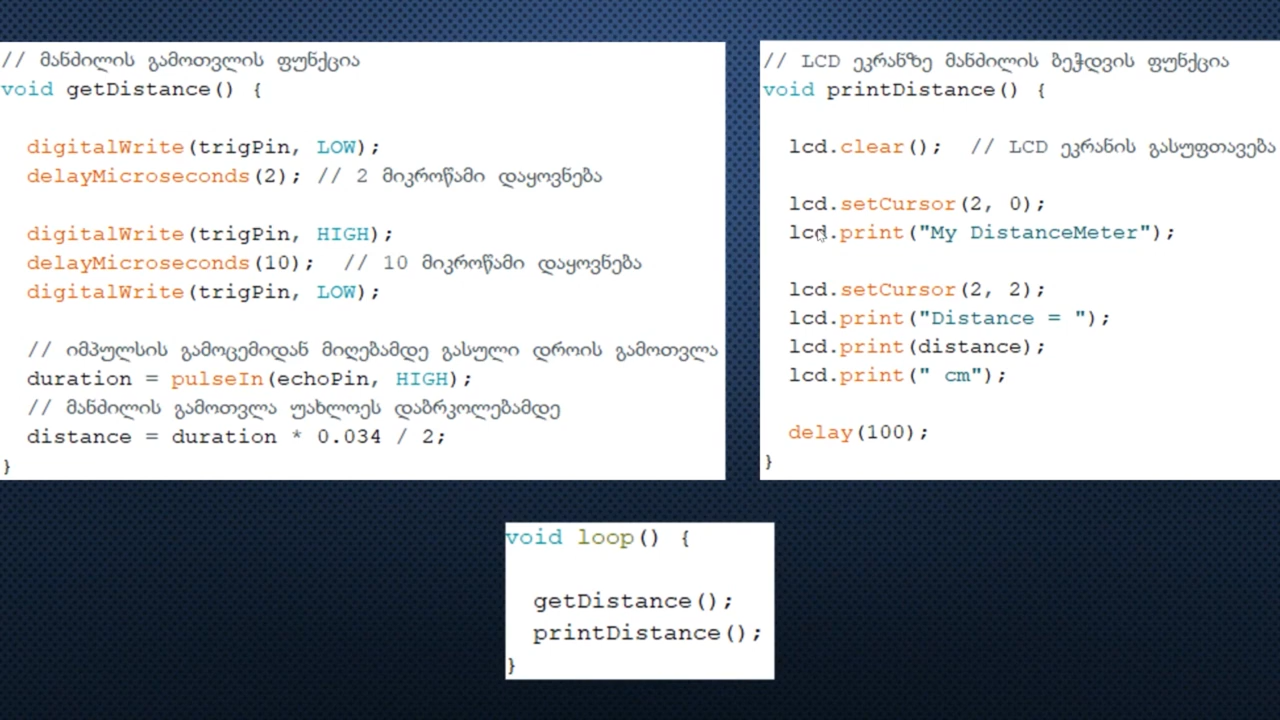 // მანძილის გამოთვლის ფუნქცია
void getDistance() {
digitalWrite(trigPin, LOW);
delayMicroseconds(2); // 2 მიკროწამი დაყოვნება
digitalWrite(trigPin, HIGH);
delayMicroseconds(10);  // 10 მიკროწამი დაყოვნება
digitalWrite(trigPin, LOW);
// იმპულსის გამოცემიდან მიღებამდე გასული დროის გამოთვლა
duration = pulseIn(echoPin, HIGH);
// მანძილის გამოთვლა უახლოეს დაბრკოლებამდე
distance = duration * 0.034 / 2;
}
// LCD ეკრანზე მანძილის ბეჭდვის ფუნქცია
void printDistance() {
lcd.clear();  // LCD ეკრანის გასუფთავება
lcd.setCursor(2, 0);
lcd.print("My DistanceMeter");
lcd.setCursor(2, 2);
lcd.print("Distance = ");
lcd.print(distance);
lcd.print(" cm");
delay(100);
}
void loop() {
getDistance();
printDistance();
}